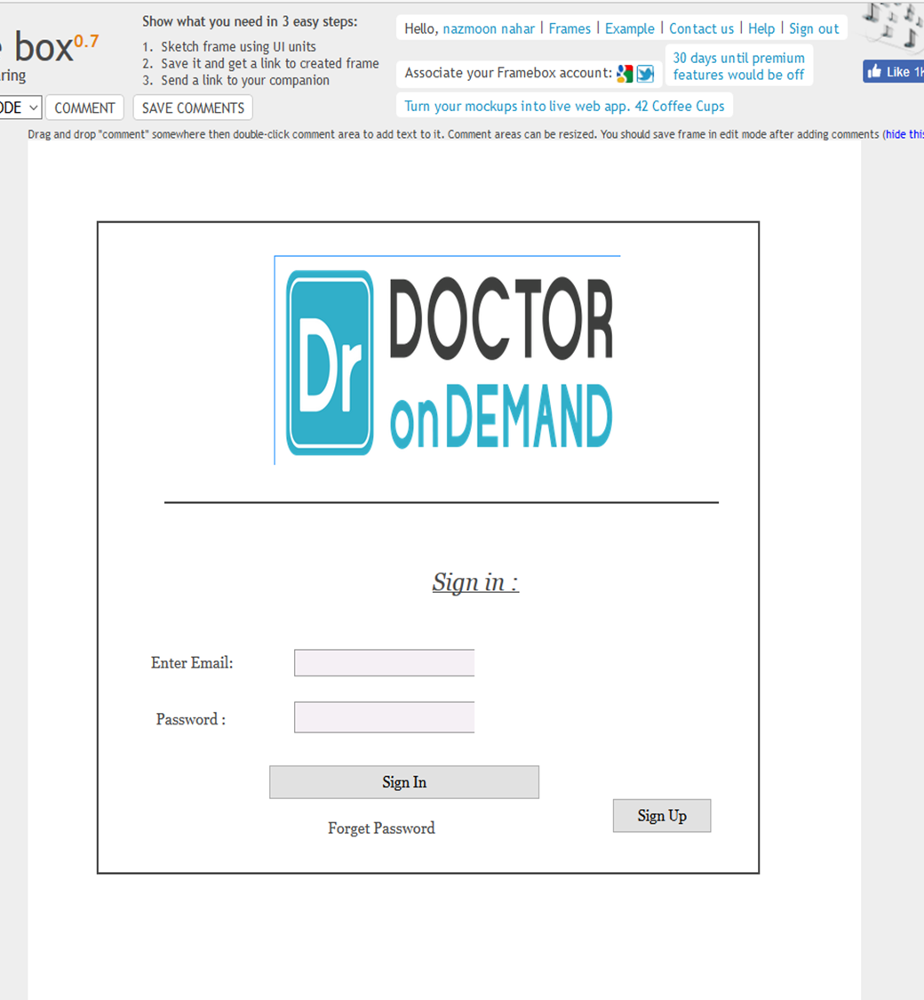 Show what you need in 3 easy steps:
box0.7
ring
1. Sketch frame using UI units
2. Save it and get a link to created frame
3. Send a link to your companion
Hello, nazmoon nahar | Frames | Example | Contact us | Help | Sign out
Associate your Framebox account:
30 days until premium
features would be off
Like 1K
ODE
COMMENT
SAVE COMMENTS
Turn your mockups into live web app. 42 Coffee Cups
Drag and drop "comment" somewhere then double-click comment area to add text to it. Comment areas can be resized. You should save frame in edit mode after adding comments (hide this
Dr
DOCTOR
on DEMAND
Sign in :
Enter Email:
Password :
Sign In
Sign Up
Forget Password